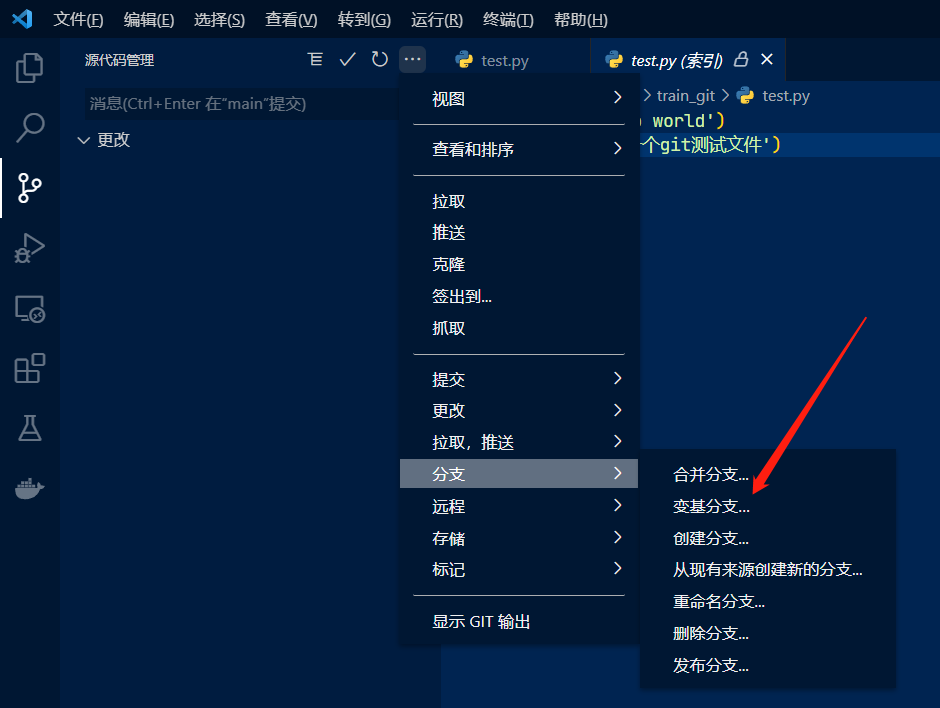 文件(F) 编辑(E) 选择(S) 查看(V) 转到(G) 运行(R) 终端(T) 帮助(H)
源代码管理
test.py
test.py (索引)
消息(Ctrl+Enter 在"main"提交)
更改
train_git
test.py
world')
个git测试文件')
视图
查看和排序
拉取
推送
克隆
签出到...
抓取
提交
更改
拉取，推送
分支
远程
存储
标记
显示 GIT 输出
合并分支...
变基分支...
创建分支...
从现有来源创建新的分支...
重命名分支...
删除分支...
发布分支...